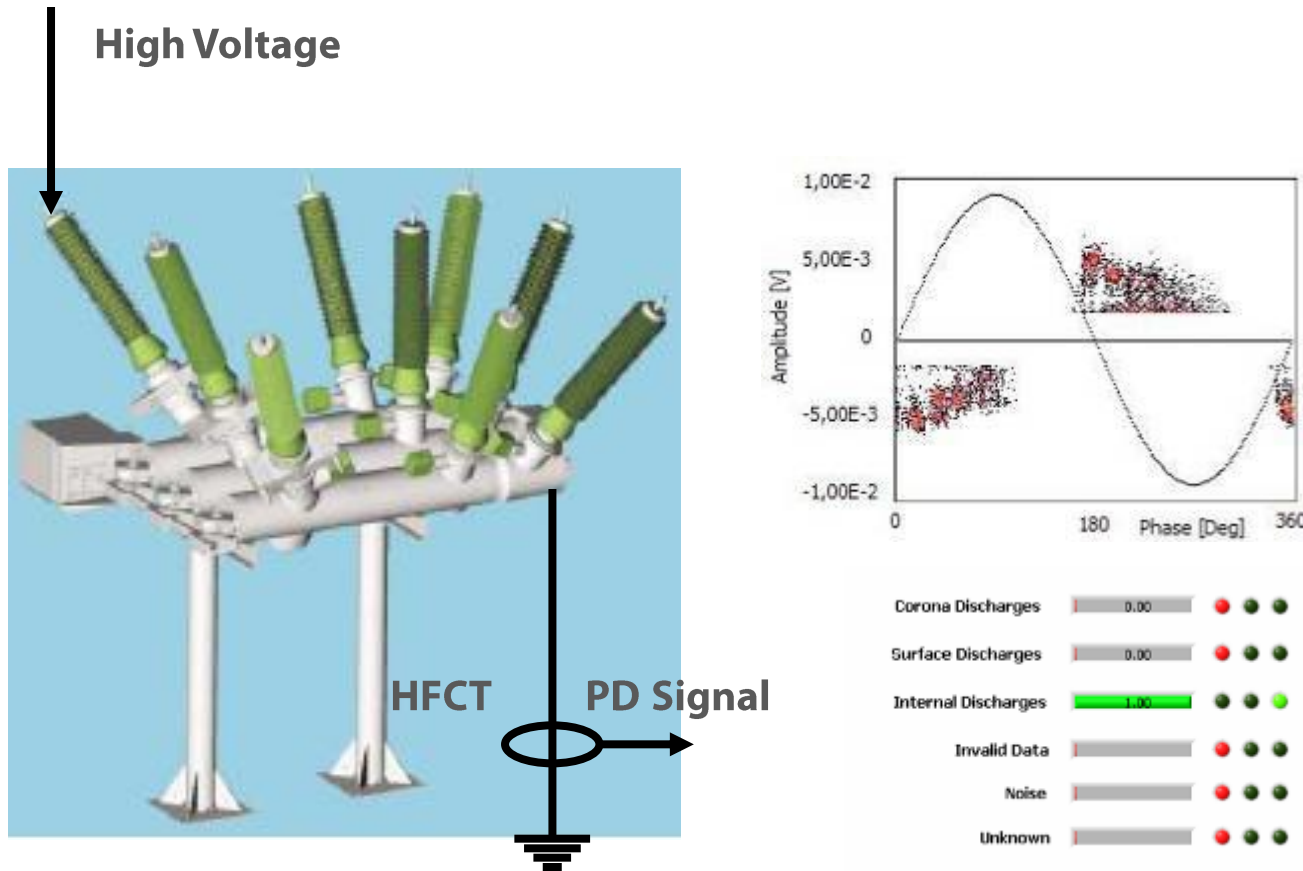 High Voltage
HFCT
PD Signal
1,00E-2
5,00E-3
0
-5,00E-3
-1,00E-2
Amplitude [V]
0
180
360
Phase [Deg]
Corona Discharges 0.00
Surface Discharges 0.00
Internal Discharges 1.00
Invalid Data
Noise
Unknown